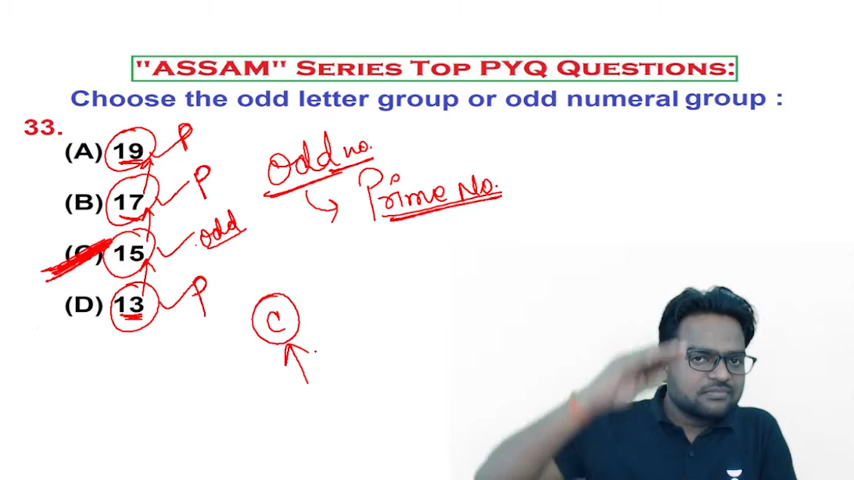 "ASSAM" SERIES TOP PYQ QUESTIONS:
Choose the odd letter group or odd numeral group :
33.
(A) 19 P
Odd no.
(B) 17 P
Prime No.
(C) 15 odd
(D) 13 P
C